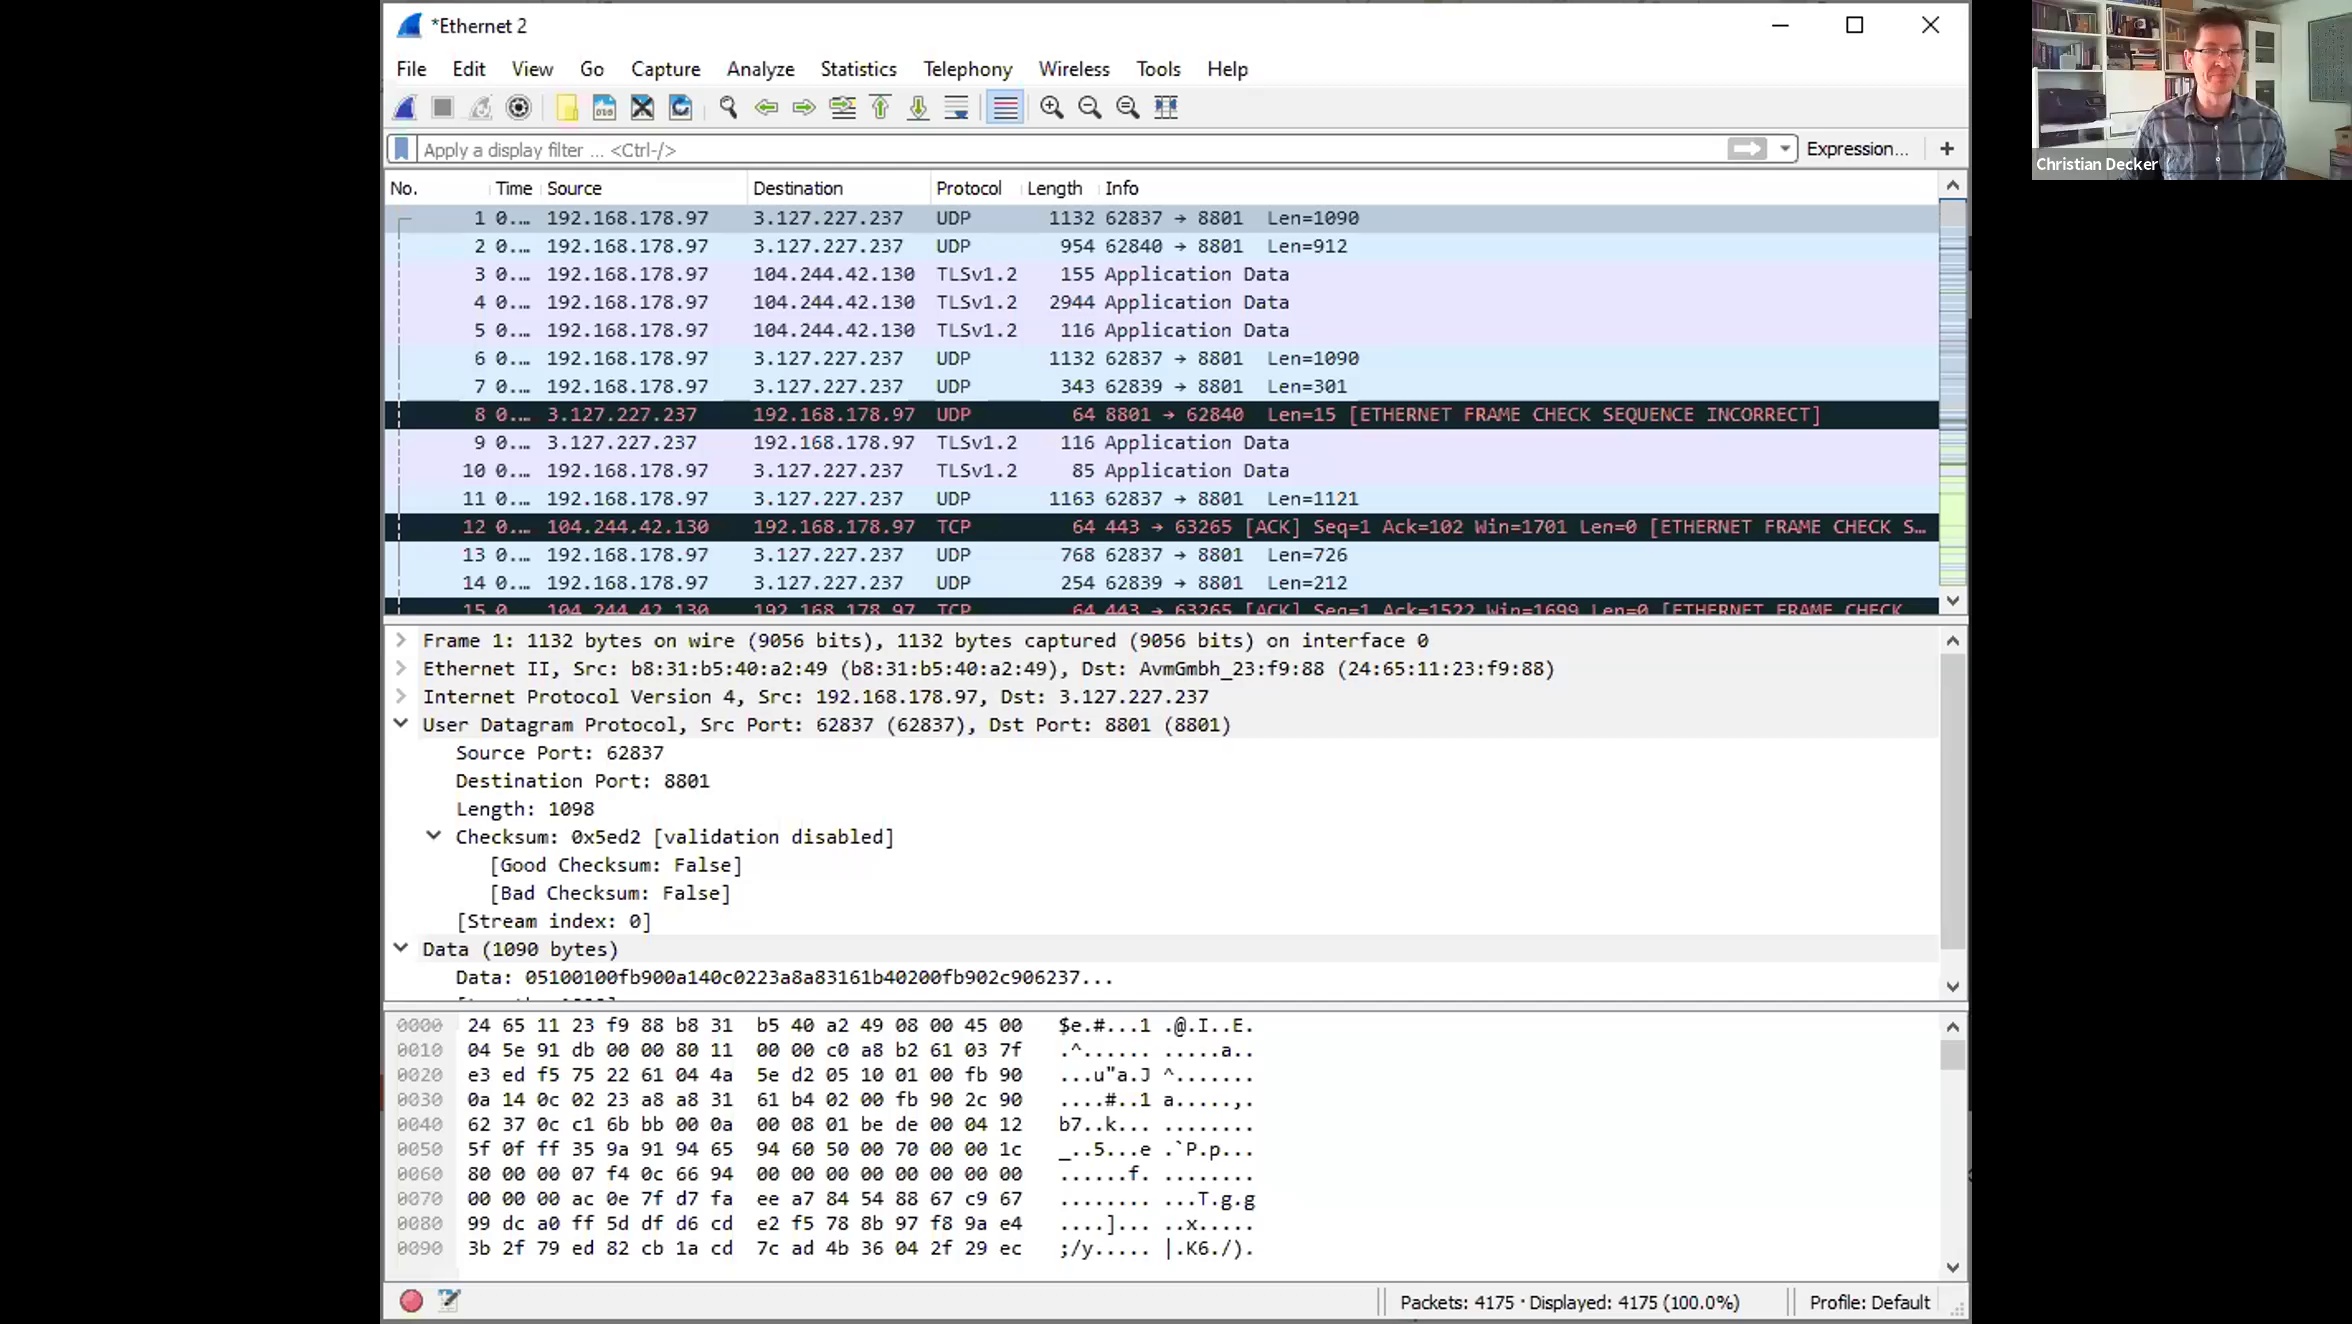 *Ethernet 2
File Edit View Go Capture Analyze Statistics Telephony Wireless Tools Help
Apply a display filter ... <Ctrl-/> Expression... +
No. Time Source Destination Protocol Length Info
1 0... 192.168.178.97 3.127.227.237 UDP 1132 62837 → 8801 Len=1090
2 0... 192.168.178.97 3.127.227.237 UDP 954 62840 → 8801 Len=912
3 0... 192.168.178.97 104.244.42.130 TLSv1.2 155 Application Data
4 0... 192.168.178.97 104.244.42.130 TLSv1.2 2944 Application Data
5 0... 192.168.178.97 104.244.42.130 TLSv1.2 116 Application Data
6 0... 192.168.178.97 3.127.227.237 UDP 1132 62837 → 8801 Len=1090
7 0... 192.168.178.97 3.127.227.237 UDP 343 62839 → 8801 Len=301
8 0... 3.127.227.237 192.168.178.97 UDP 64 8801 → 62840 Len=15 [ETHERNET FRAME CHECK SEQUENCE INCORRECT]
9 0... 3.127.227.237 192.168.178.97 TLSv1.2 116 Application Data
10 0... 192.168.178.97 3.127.227.237 TLSv1.2 85 Application Data
11 0... 192.168.178.97 3.127.227.237 UDP 1163 62837 → 8801 Len=1121
12 0... 104.244.42.130 192.168.178.97 TCP 64 443 → 63265 [ACK] Seq=1 Ack=102 Win=1701 Len=0 [ETHERNET FRAME CHECK S...
13 0... 192.168.178.97 3.127.227.237 UDP 768 62837 → 8801 Len=726
14 0... 192.168.178.97 3.127.227.237 UDP 254 62839 → 8801 Len=212
15 0 104.244.42.130 192.168.178.97 TCP 64 443 → 63265 [ACK] Seq=1 Ack=1522 Win=1699 Len=0 [ETHERNET FRAME CHECK
Frame 1: 1132 bytes on wire (9056 bits), 1132 bytes captured (9056 bits) on interface 0
Ethernet II, Src: b8:31:b5:40:a2:49 (b8:31:b5:40:a2:49), Dst: AvmGmbh_23:f9:88 (24:65:11:23:f9:88)
Internet Protocol Version 4, Src: 192.168.178.97, Dst: 3.127.227.237
User Datagram Protocol, Src Port: 62837 (62837), Dst Port: 8801 (8801)
Source Port: 62837
Destination Port: 8801
Length: 1098
Checksum: 0x5ed2 [validation disabled]
[Good Checksum: False]
[Bad Checksum: False]
[Stream index: 0]
Data (1090 bytes)
Data: 05100100fb900a140c0223a8a83161b40200fb902c906237...
0000 24 65 11 23 f9 88 b8 31 b5 40 a2 49 08 00 45 00 $e.#...1 .@.I..E.
0010 04 5e 91 db 00 00 80 11 00 00 c0 a8 b2 61 03 7f .^...... .....a..
0020 e3 ed f5 75 22 61 04 4a 5e d2 05 10 01 00 fb 90 ...u"a.J ^.......
0030 0a 14 0c 02 23 a8 a8 31 61 b4 02 00 fb 90 2c 90 ....#..1 a.....,.
0040 62 37 0c c1 6b bb 00 0a 00 08 01 be de 00 04 12 b7..k... ........
0050 5f 0f ff 35 9a 91 94 65 94 60 50 00 70 00 00 1c _..5...e .`P.p...
0060 80 00 00 07 f4 0c 66 94 00 00 00 00 00 00 00 00 ......f. ........
0070 00 00 00 ac 0e 7f d7 fa ee a7 84 54 88 67 c9 67 ........ ...T.g.g
0080 99 dc a0 ff 5d df d6 cd e2 f5 78 8b 97 f8 9a e4 ....]... ..x.....
0090 3b 2f 79 ed 82 cb 1a cd 7c ad 4b 36 04 2f 29 ec ;/y..... |.K6./).
Packets: 4175 · Displayed: 4175 (100.0%) Profile: Default
Christian Decker